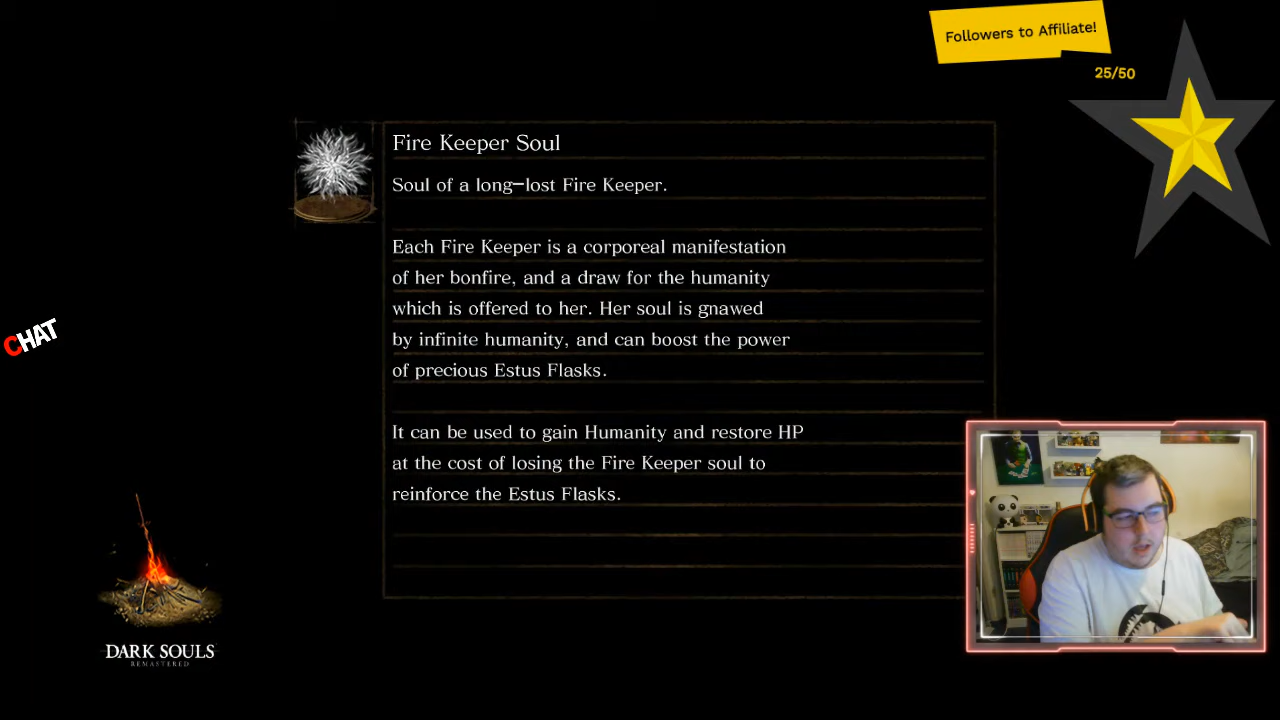 Followers to Affiliate!
25/50
Fire Keeper Soul
Soul of a long-lost Fire Keeper.
Each Fire Keeper is a corporeal manifestation
of her bonfire, and a draw for the humanity
which is offered to her. Her soul is gnawed
by infinite humanity, and can boost the power
of precious Estus Flasks.
It can be used to gain Humanity and restore HP
at the cost of losing the Fire Keeper soul to
reinforce the Estus Flasks.
CHAT
DARK SOULS
REMASTERED